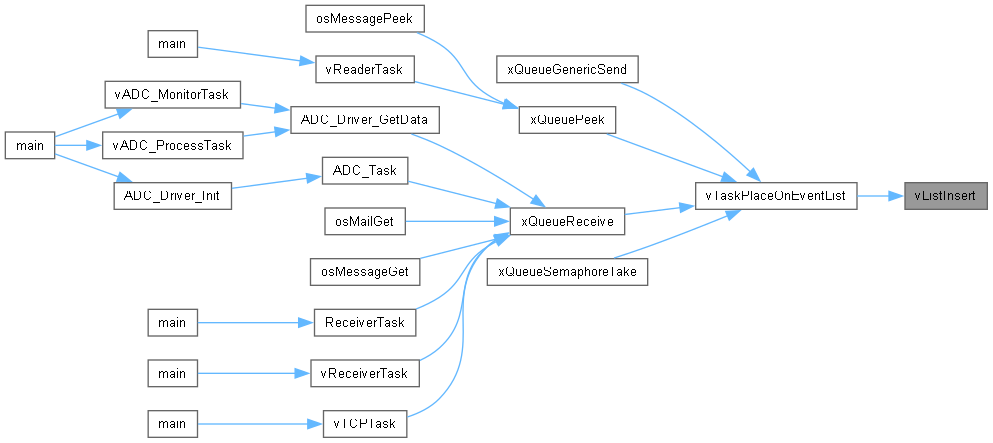 osMessagePeek
main
vReaderTask
xQueueGenericSend
vADC_MonitorTask
ADC_Driver_GetData
xQueuePeek
main
vADC_ProcessTask
ADC_Task
ADC_Driver_Init
vTaskPlaceOnEventList
vListInsert
osMailGet
xQueueReceive
osMessageGet
xQueueSemaphoreTake
main
ReceiverTask
main
vReceiverTask
main
vTCPTask